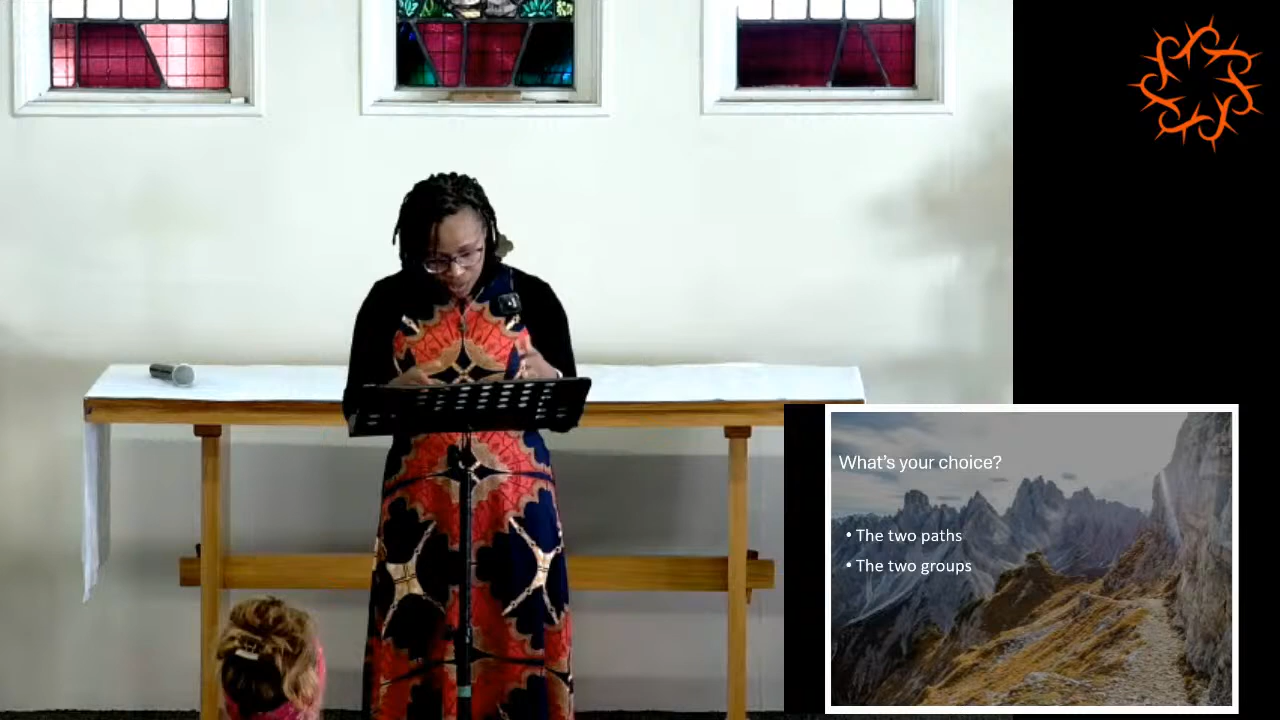 What's your choice?
• The two paths
• The two groups